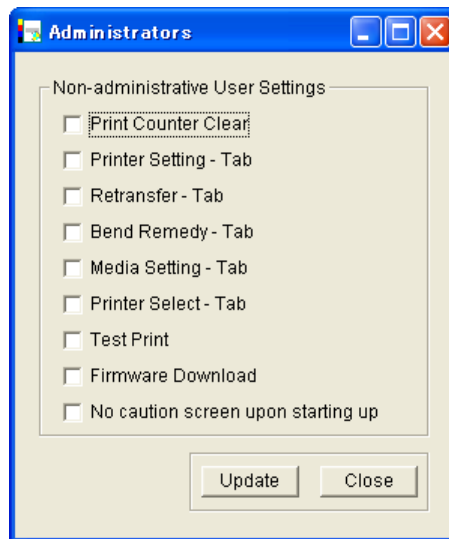 Administrators
Non-administrative User Settings
Print Counter Clear
Printer Setting - Tab
Retransfer - Tab
Bend Remedy - Tab
Media Setting - Tab
Printer Select - Tab
Test Print
Firmware Download
No caution screen upon starting up
Update Close